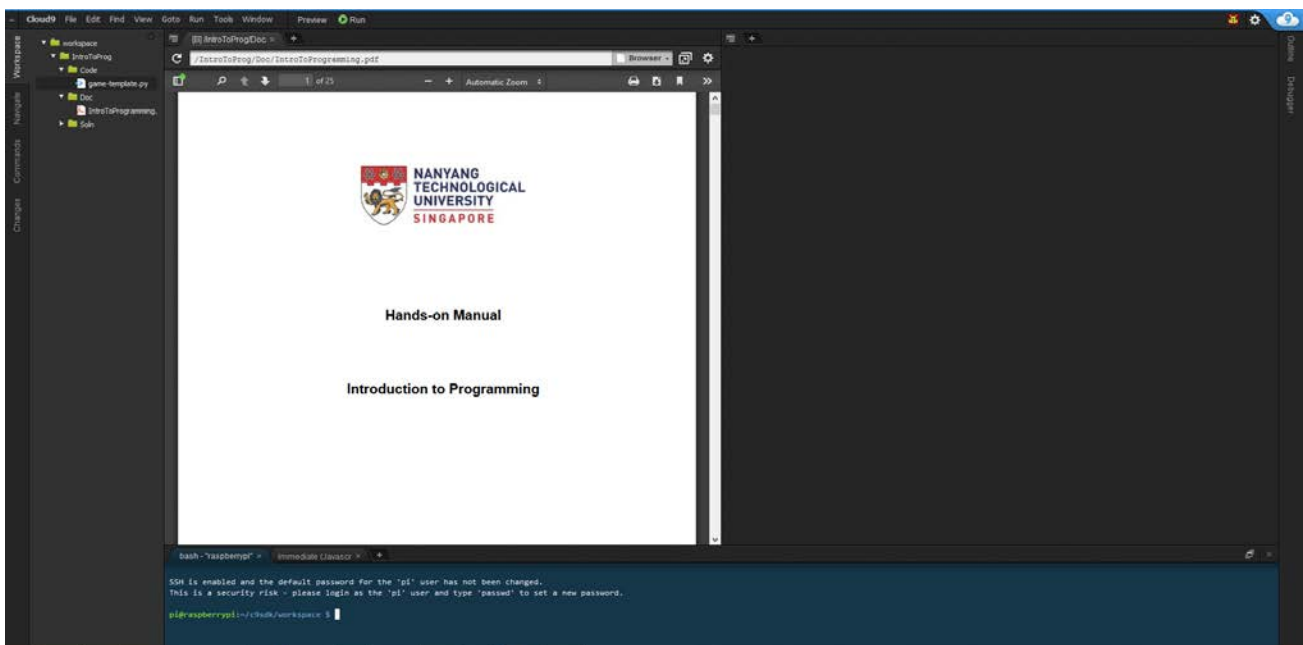 Cloud9 File Edit Find View Goto Run Tools Window Preview Run
Workspace
Navigate
Commands
Changes
workspace
IntroToProg
Code
game-template.py
Doc
IntroToProgramming.
Soln
/IntroToProg/Doc
/IntroToProg/Doc/IntroToProgramming.pdf
Browser
1 of 25
Automatic Zoom
NANYANG
TECHNOLOGICAL
UNIVERSITY
SINGAPORE
Hands-on Manual
Introduction to Programming
Outline
Debugger
bash - "raspberrypi" Immediate (Javascr
SSH is enabled and the default password for the 'pi' user has not been changed.
This is a security risk - please login as the 'pi' user and type 'passwd' to set a new password.
pi@raspberrypi:~/c9sdk/workspace $